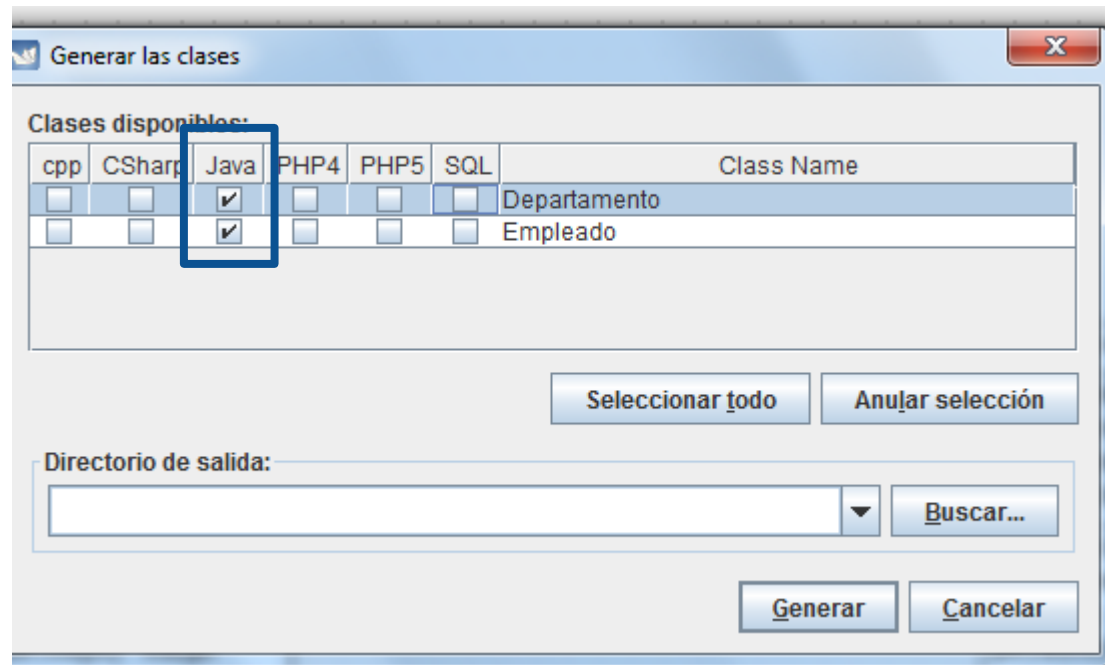 Generar las clases
Clases disponibles:
cpp CSharp Java PHP4 PHP5 SQL Class Name
Departamento
Empleado
Seleccionar todo Anular selección
Directorio de salida:
Buscar...
Generar Cancelar